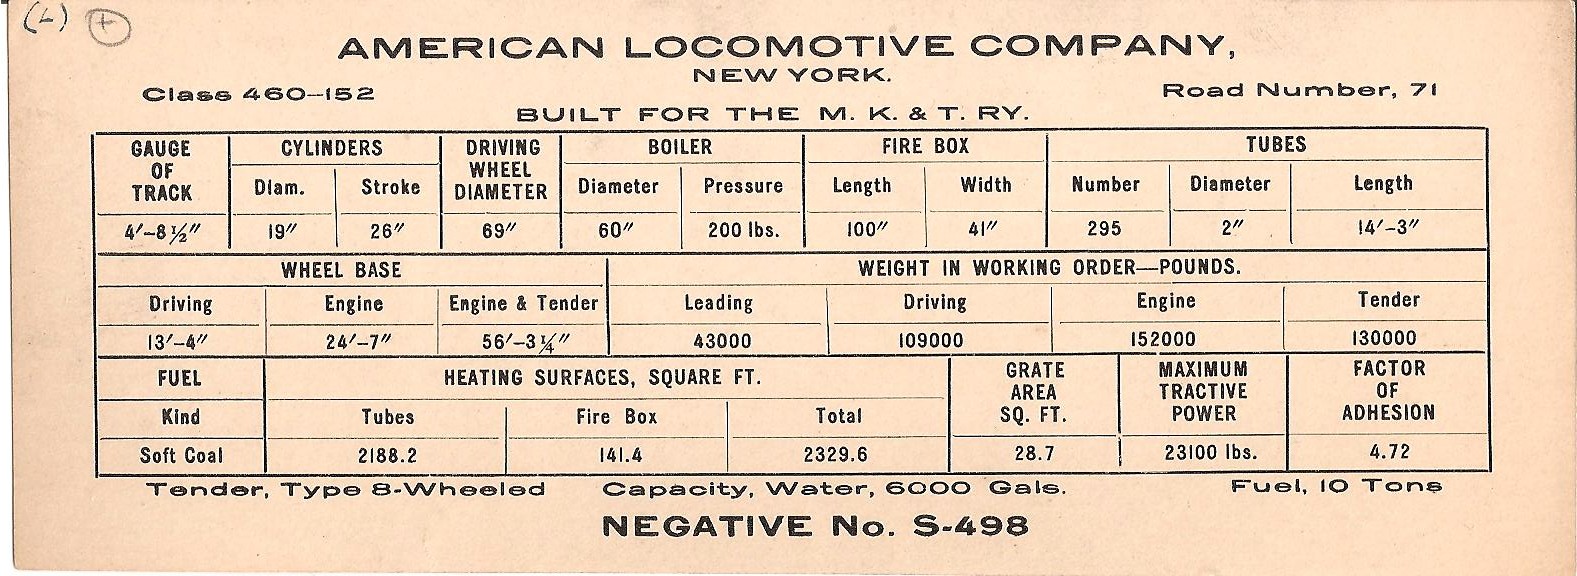 (L) +
AMERICAN LOCOMOTIVE COMPANY,
NEW YORK.
Class 460-152 Road Number, 71
BUILT FOR THE M. K. & T. RY.
GAUGE OF TRACK CYLINDERS DRIVING WHEEL DIAMETER BOILER FIRE BOX TUBES
Diam. Stroke Diameter Pressure Length Width Number Diameter Length
4'-8½" 19" 26" 69" 60" 200 lbs. 100" 41" 295 2" 14'-3"
WHEEL BASE WEIGHT IN WORKING ORDER—POUNDS.
Driving Engine Engine & Tender Leading Driving Engine Tender
13'-4" 24'-7" 56'-3¼" 43000 109000 152000 130000
FUEL HEATING SURFACES, SQUARE FT. GRATE AREA SQ. FT. MAXIMUM TRACTIVE POWER FACTOR OF ADHESION
Kind Tubes Fire Box Total
Soft Coal 2188.2 141.4 2329.6 28.7 23100 lbs. 4.72
Tender, Type 8-Wheeled Capacity, Water, 6000 Gals. Fuel, 10 Tons
NEGATIVE No. S-498